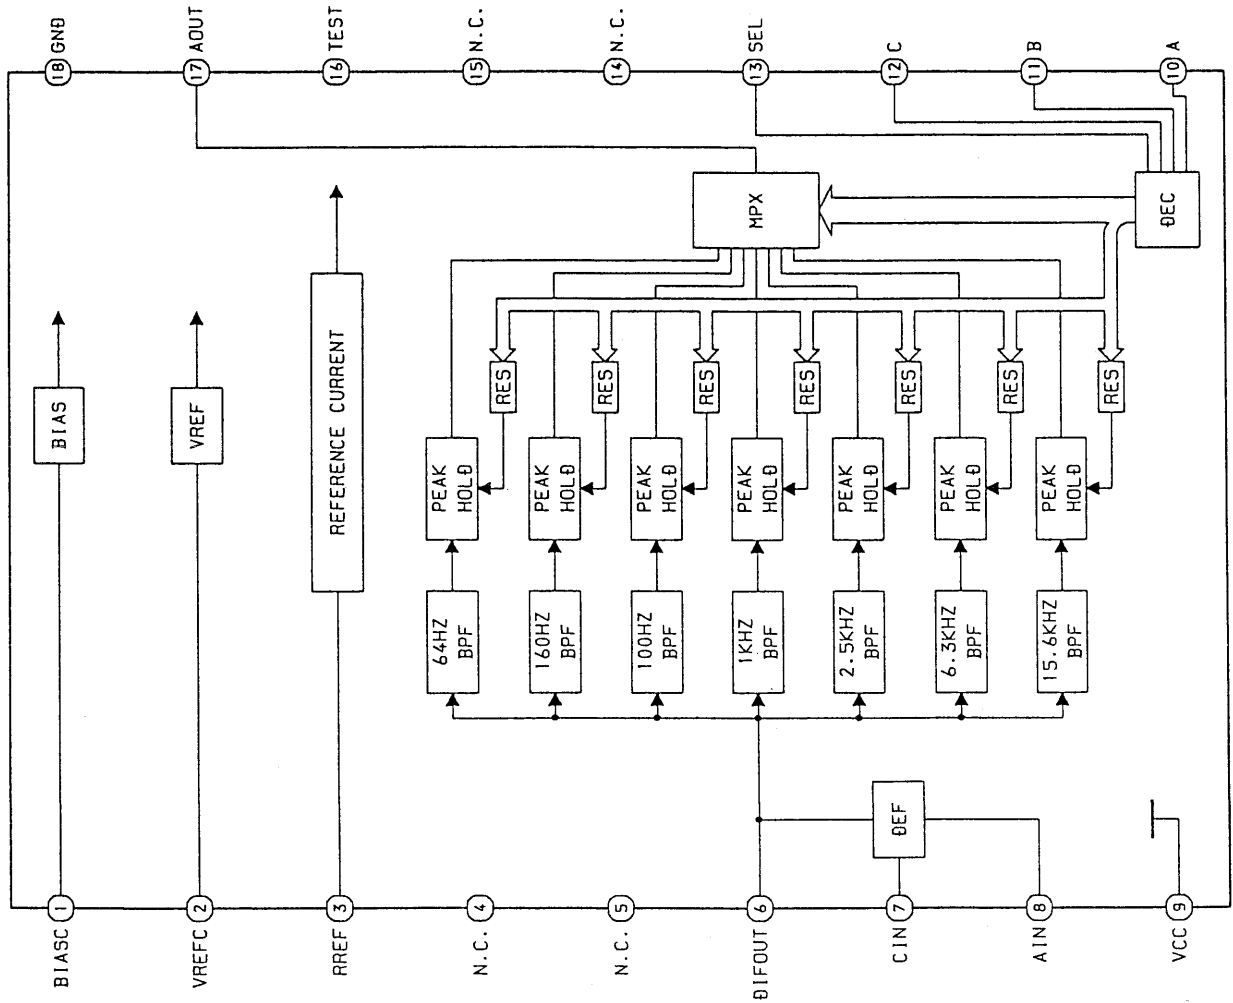 BIASC 1
BIAS
18 GND
VREFC 2
VREF
17 AOUT
RREF 3
REFERENCE CURRENT
16 TEST
N.C. 4
64HZ
BPF
PEAK
HOLD
RES
15 N.C.
160HZ
BPF
PEAK
HOLD
RES
N.C. 5
100HZ
BPF
PEAK
HOLD
RES
14 N.C.
DIFOUT 6
1KHZ
BPF
PEAK
HOLD
RES
MPX
13 SEL
CIN 7
DEF
2.5KHZ
BPF
PEAK
HOLD
RES
12 C
AIN 8
6.3KHZ
BPF
PEAK
HOLD
RES
11 B
15.6KHZ
BPF
PEAK
HOLD
RES
VCC 9
DEC
10 A